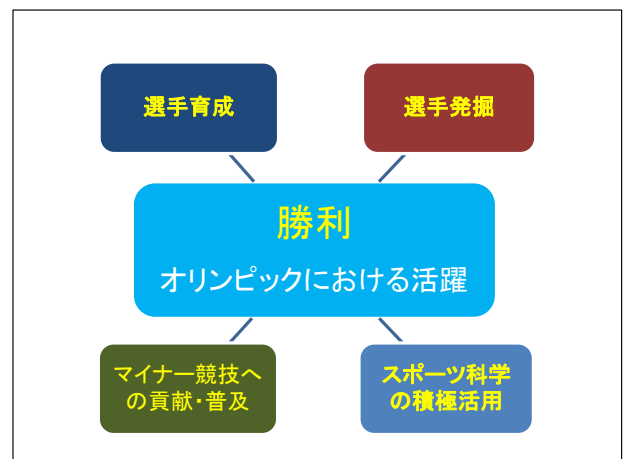 選手育成
選手発掘
勝利
オリンピックにおける活躍
マイナー競技へ
の貢献・普及
スポーツ科学
の積極活用